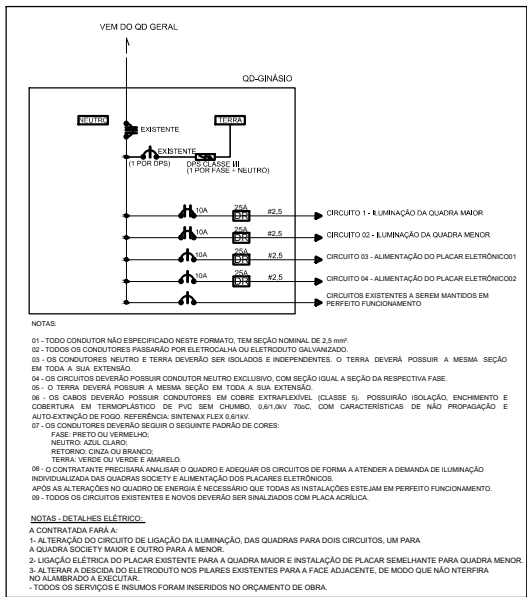 VEM DO QD GERAL
QD-GINÁSIO
NEUTRO
TERRA
EXISTENTE
EXISTENTE
(1 POR DPS)
DPS CLASSE I/II
(1 POR FASE + NEUTRO)
10A
25A
DR
#2,5
CIRCUITO 1 - ILUMINAÇÃO DA QUADRA MAIOR
10A
25A
DR
#2,5
CIRCUITO 02 - ILUMINAÇÃO DA QUADRA MENOR
10A
25A
DR
#2,5
CIRCUITO 03 - ALIMENTAÇÃO DO PLACAR ELETRÔNICO01
10A
25A
DR
#2,5
CIRCUITO 04 - ALIMENTAÇÃO DO PLACAR ELETRÔNICO02
CIRCUITOS EXISTENTES A SEREM MANTIDOS EM
PERFEITO FUNCIONAMENTO
NOTAS:
01 - TODO CONDUTOR NÃO ESPECIFICADO NESTE FORMATO, TEM SEÇÃO NOMINAL DE 2,5 mm².
02 - TODOS OS CONDUTORES PASSARÃO POR ELETROCALHA OU ELETRODUTO GALVANIZADO.
03 - OS CONDUTORES NEUTRO E TERRA DEVERÃO SER ISOLADOS E INDEPENDENTES. O TERRA DEVERÁ POSSUIR A MESMA SEÇÃO
EM TODA A SUA EXTENSÃO.
04 - OS CIRCUITOS DEVERÃO POSSUIR CONDUTOR NEUTRO EXCLUSIVO, COM SEÇÃO IGUAL A SEÇÃO DA RESPECTIVA FASE.
05 - O TERRA DEVERÁ POSSUIR A MESMA SEÇÃO EM TODA A SUA EXTENSÃO.
06 - OS CABOS DEVERÃO POSSUIR CONDUTORES EM COBRE EXTRAFLEXÍVEL (CLASSE 5). POSSUIRÃO ISOLAÇÃO, ENCHIMENTO E
COBERTURA EM TERMOPLÁSTICO DE PVC SEM CHUMBO, 0,6/1,0kV 70oC, COM CARACTERÍSTICAS DE NÃO PROPAGAÇÃO E
AUTO-EXTINÇÃO DE FOGO. REFERÊNCIA: SINTENAX FLEX 0,6/1kV.
07 - OS CONDUTORES DEVERÃO SEGUIR O SEGUINTE PADRÃO DE CORES:
FASE: PRETO OU VERMELHO;
NEUTRO: AZUL CLARO;
RETORNO: CINZA OU BRANCO;
TERRA: VERDE OU VERDE E AMARELO.
08 - O CONTRATANTE PRECISARÁ ANALISAR O QUADRO E ADEQUAR OS CIRCUITOS DE FORMA A ATENDER A DEMANDA DE ILUMINAÇÃO
INDIVIDUALIZADA DAS QUADRAS SOCIETY E ALIMENTAÇÃO DOS PLACARES ELETRÔNICOS.
APÓS AS ALTERAÇÕES NO QUADRO DE ENERGIA É NECESSÁRIO QUE TODAS AS INSTALAÇÕES ESTEJAM EM PERFEITO FUNCIONAMENTO.
09 - TODOS OS CIRCUITOS EXISTENTES E NOVOS DEVERÃO SER SINALZIADOS COM PLACA ACRÍLICA.
NOTAS - DETALHES ELÉTRICO:
A CONTRATADA FARÁ A:
1- ALTERAÇÃO DO CIRCUITO DE LIGAÇÃO DA ILUMINAÇÃO, DAS QUADRAS PARA DOIS CIRCUITOS, UM PARA
A QUADRA SOCIETY MAIOR E OUTRO PARA A MENOR.
2- LIGAÇÃO ELÉTRICA DO PLACAR EXISTENTE PARA A QUADRA MAIOR E INSTALAÇÃO DE PLACAR SEMELHANTE PARA QUADRA MENOR.
3- ALTERAR A DESCIDA DO ELETRODUTO NOS PILARES EXISTENTES PARA A FACE ADJACENTE, DE MODO QUE NÃO NTERFIRA
NO ALAMBRADO A EXECUTAR.
- TODOS OS SERVIÇOS E INSUMOS FORAM INSERIDOS NO ORÇAMENTO DE OBRA.